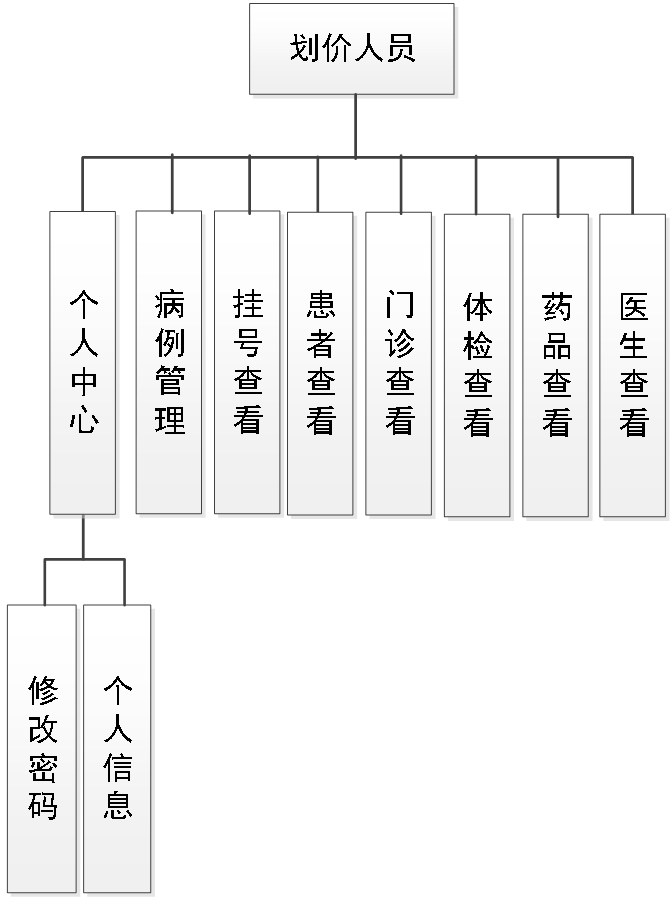 划价人员
个人中心
病例管理
挂号查看
患者查看
门诊查看
体检查看
药品查看
医生查看
修改密码
个人信息